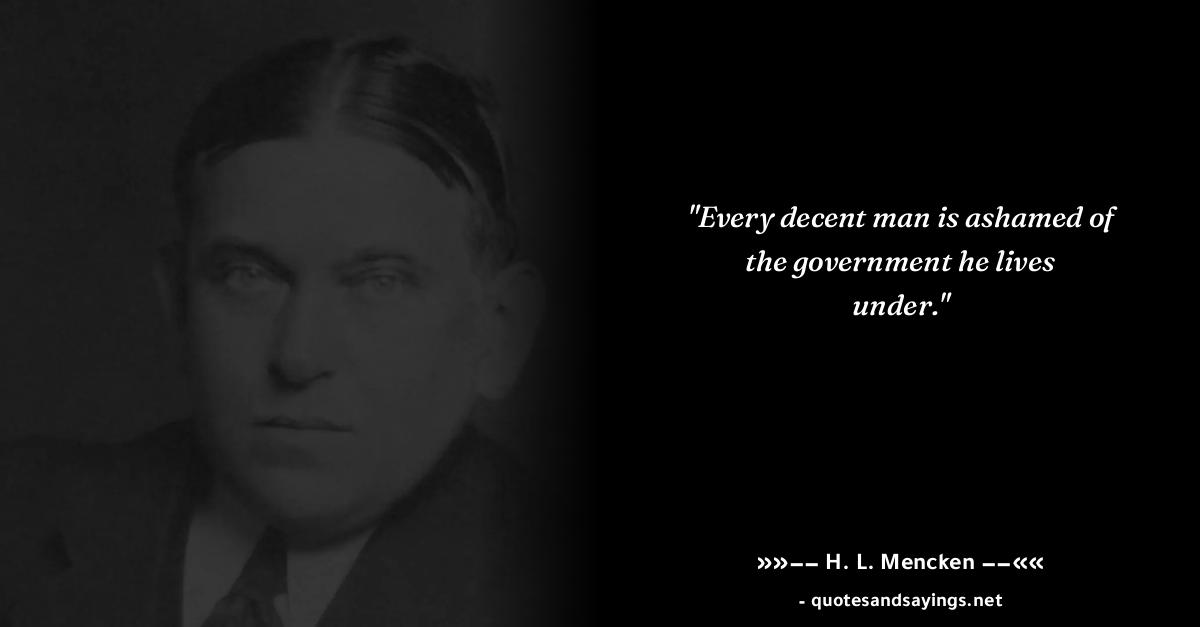 "Every decent man is ashamed of
the government he lives
under."
»»−− H. L. Mencken −−««
- quotesandsayings.net